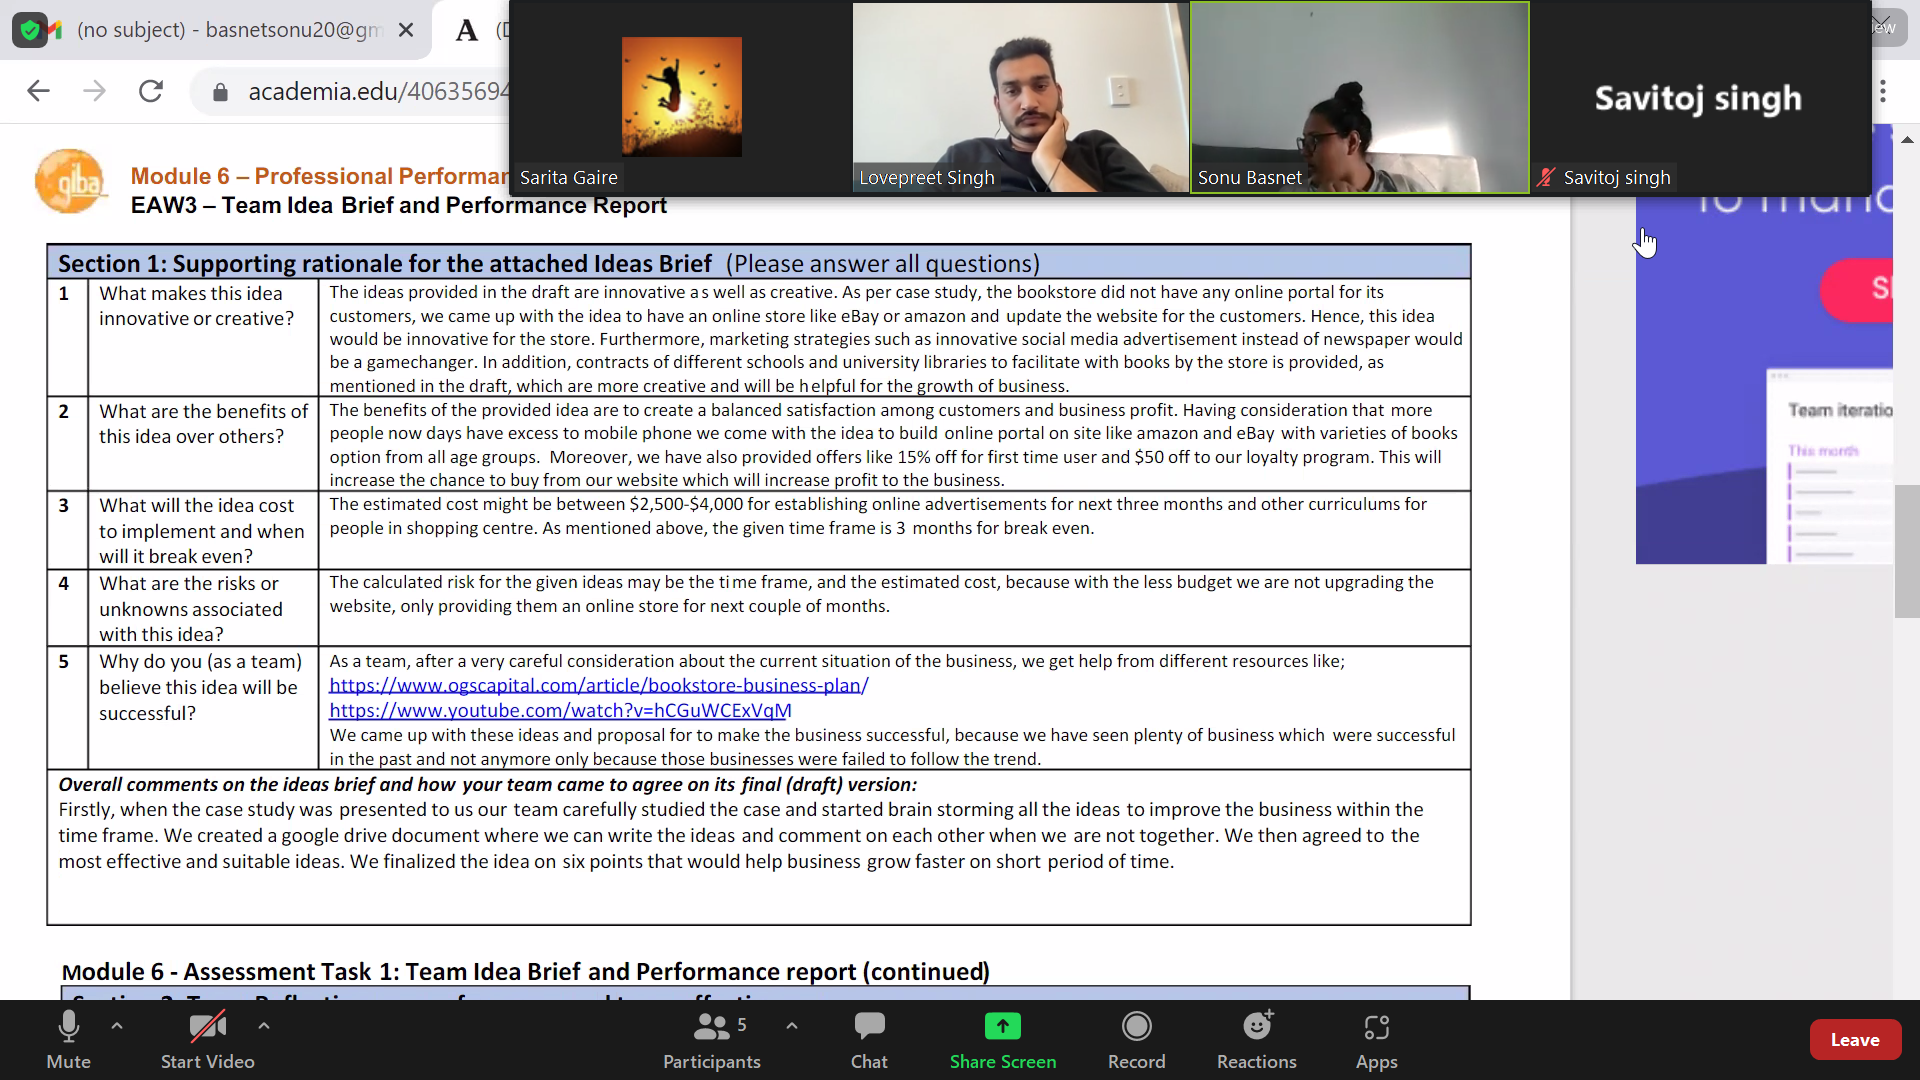 (no subject) - basnetsonu20@gm
A
academia.edu/40635694
Sarita Gaire
Lovepreet Singh
Sonu Basnet
Savitoj singh
Savitoj singh
giba
Module 6 – Professional Performan
EAW3 – Team Idea Brief and Performance Report
Section 1: Supporting rationale for the attached Ideas Brief (Please answer all questions)
1
What makes this idea
innovative or creative?
The ideas provided in the draft are innovative as well as creative. As per case study, the bookstore did not have any online portal for its
customers, we came up with the idea to have an online store like eBay or amazon and update the website for the customers. Hence, this idea
would be innovative for the store. Furthermore, marketing strategies such as innovative social media advertisement instead of newspaper would
be a gamechanger. In addition, contracts of different schools and university libraries to facilitate with books by the store is provided, as
mentioned in the draft, which are more creative and will be helpful for the growth of business.
2
What are the benefits of
this idea over others?
The benefits of the provided idea are to create a balanced satisfaction among customers and business profit. Having consideration that more
people now days have excess to mobile phone we come with the idea to build online portal on site like amazon and eBay with varieties of books
option from all age groups. Moreover, we have also provided offers like 15% off for first time user and $50 off to our loyalty program. This will
increase the chance to buy from our website which will increase profit to the business.
3
What will the idea cost
to implement and when
will it break even?
The estimated cost might be between $2,500-$4,000 for establishing online advertisements for next three months and other curriculums for
people in shopping centre. As mentioned above, the given time frame is 3 months for break even.
4
What are the risks or
unknowns associated
with this idea?
The calculated risk for the given ideas may be the time frame, and the estimated cost, because with the less budget we are not upgrading the
website, only providing them an online store for next couple of months.
5
Why do you (as a team)
believe this idea will be
successful?
As a team, after a very careful consideration about the current situation of the business, we get help from different resources like;
https://www.ogscapital.com/article/bookstore-business-plan/
https://www.youtube.com/watch?v=hCGuWCExVqM
We came up with these ideas and proposal for to make the business successful, because we have seen plenty of business which were successful
in the past and not anymore only because those businesses were failed to follow the trend.
Overall comments on the ideas brief and how your team came to agree on its final (draft) version:
Firstly, when the case study was presented to us our team carefully studied the case and started brain storming all the ideas to improve the business within the
time frame. We created a google drive document where we can write the ideas and comment on each other when we are not together. We then agreed to the
most effective and suitable ideas. We finalized the idea on six points that would help business grow faster on short period of time.
Module 6 - Assessment Task 1: Team Idea Brief and Performance report (continued)
Team iteratio
This month
Mute
Start Video
5
Participants
Chat
Share Screen
Record
Reactions
Apps
Leave